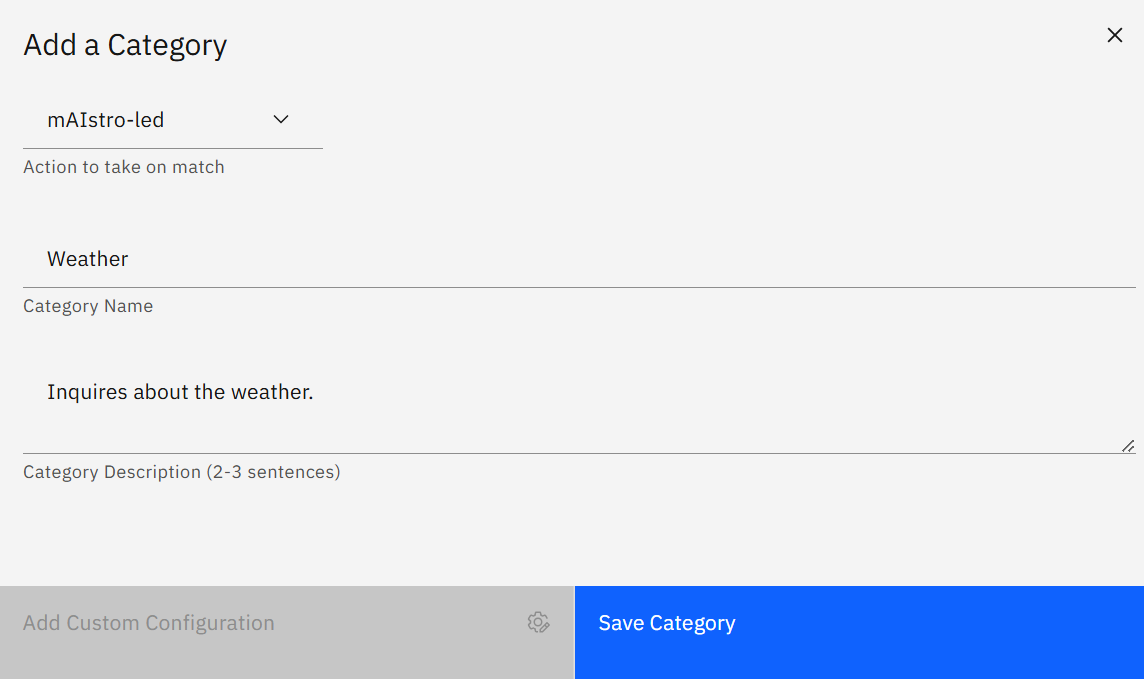 Add a Category
mAIstro-led
Action to take on match
Weather
Category Name
Inquires about the weather.
Category Description (2-3 sentences)
Add Custom Configuration
Save Category